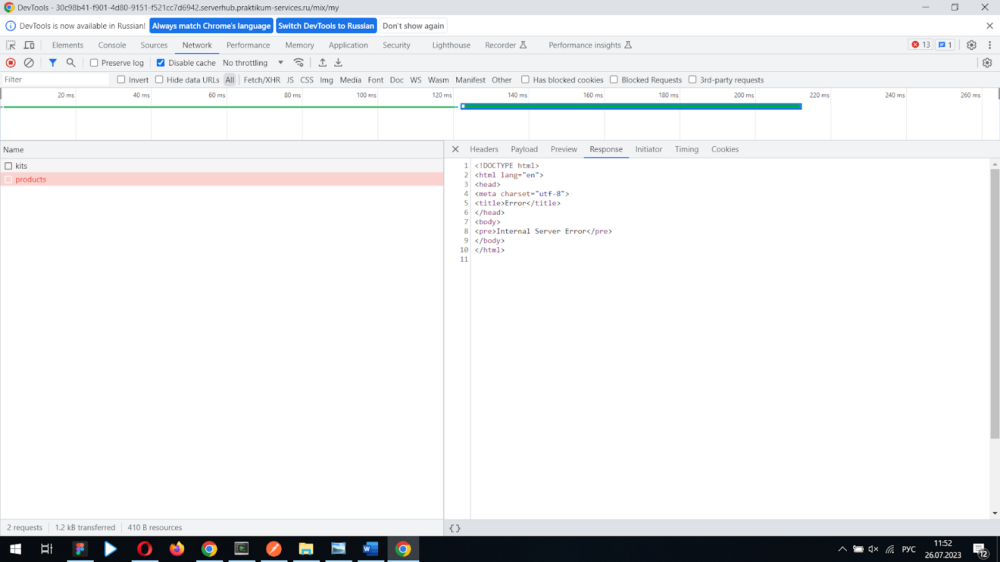 DevTools - 30c98b41-f901-4d80-9151-f521cc7d6942.serverhub.praktikum-services.ru/mix/my
DevTools is now available in Russian! Always match Chrome's language Switch DevTools to Russian Don't show again
Elements Console Sources Network Performance Memory Application Security Lighthouse Recorder Performance insights 13 1
Preserve log Disable cache No throttling
Filter Invert Hide data URLs All Fetch/XHR JS CSS Img Media Font Doc WS Wasm Manifest Other Has blocked cookies Blocked Requests 3rd-party requests
20 ms 40 ms 60 ms 80 ms 100 ms 120 ms 140 ms 160 ms 180 ms 200 ms 220 ms 240 ms 260 ms
Name
kits
products
Headers Payload Preview Response Initiator Timing Cookies
1 <!DOCTYPE html>
2 <html lang="en">
3 <head>
4 <meta charset="utf-8">
5 <title>Error</title>
6 </head>
7 <body>
8 <pre>Internal Server Error</pre>
9 </body>
10 </html>
11
2 requests 1.2 kB transferred 410 B resources
{}
РУС 11:52
26.07.2023
12